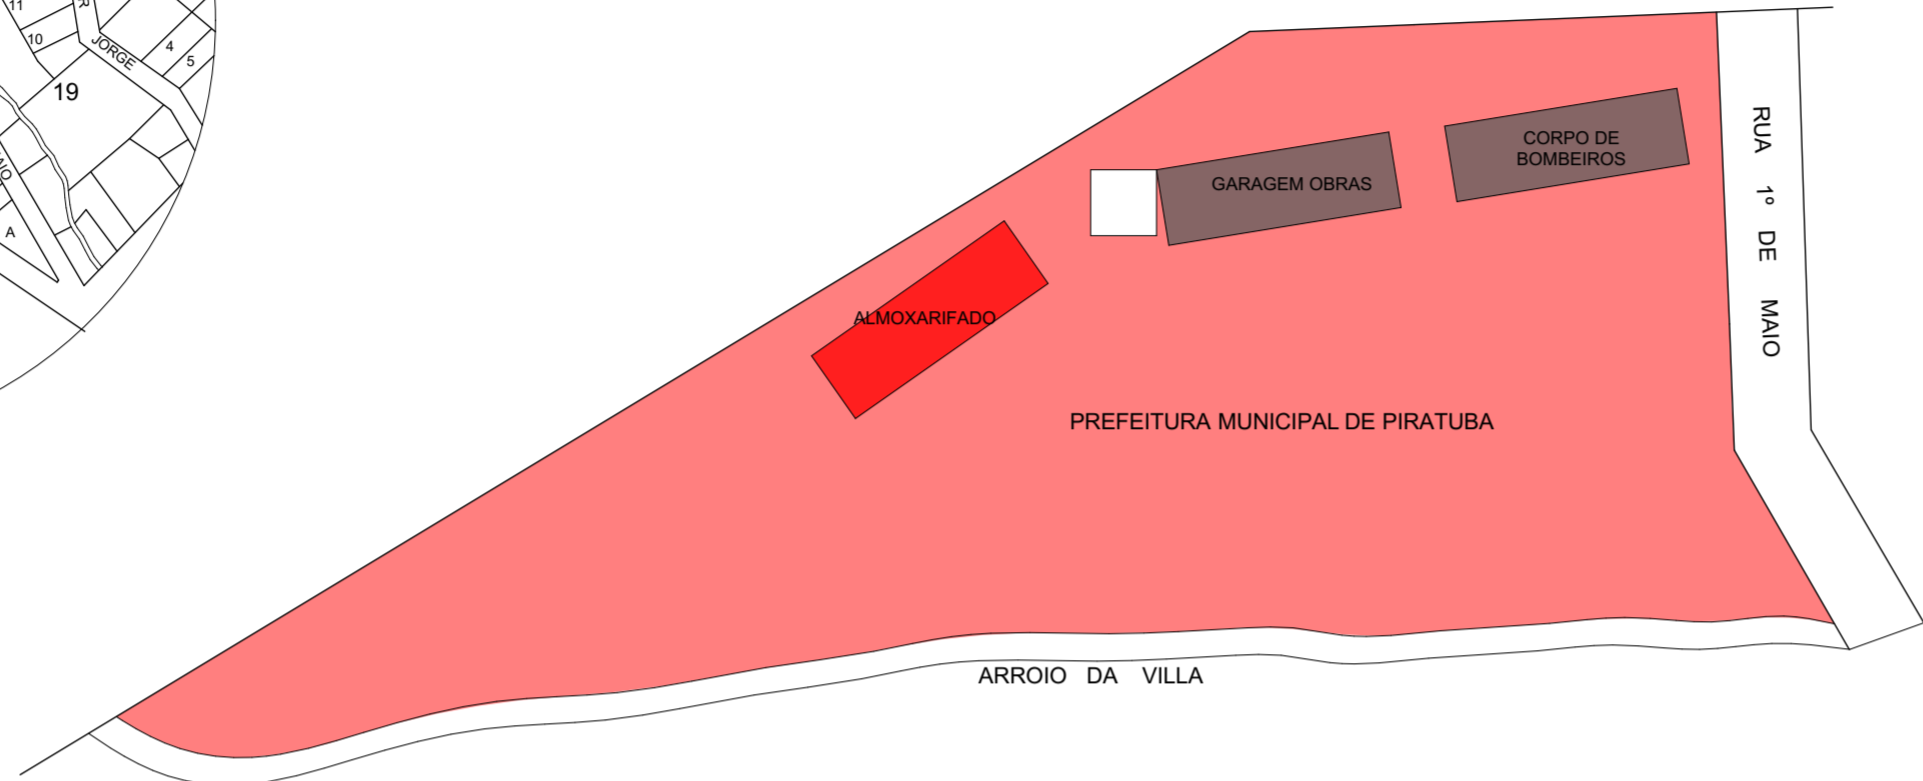 11
10
JORGE
4
5
19
A
CORPO DE
BOMBEIROS
GARAGEM OBRAS
ALMOXARIFADO
RUA 1º DE MAIO
PREFEITURA MUNICIPAL DE PIRATUBA
ARROIO DA VILLA